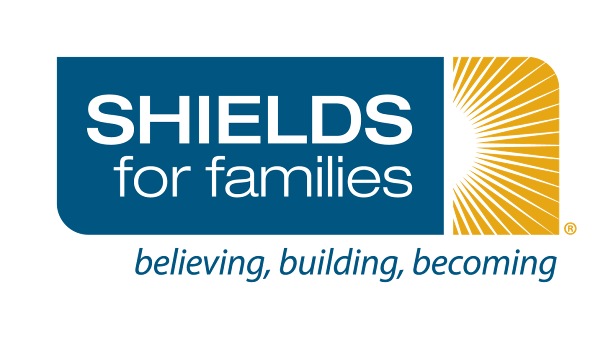 SHIELDS
for families
®
believing, building, becoming